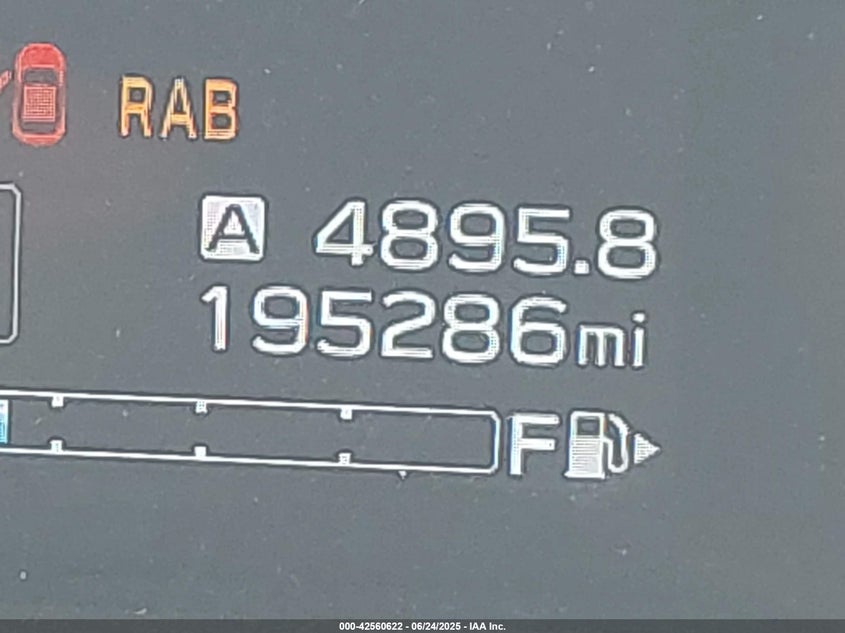 RAB
A 4895.8
195286mi
F
000-42560622 - 06/24/2025 - IAA Inc.